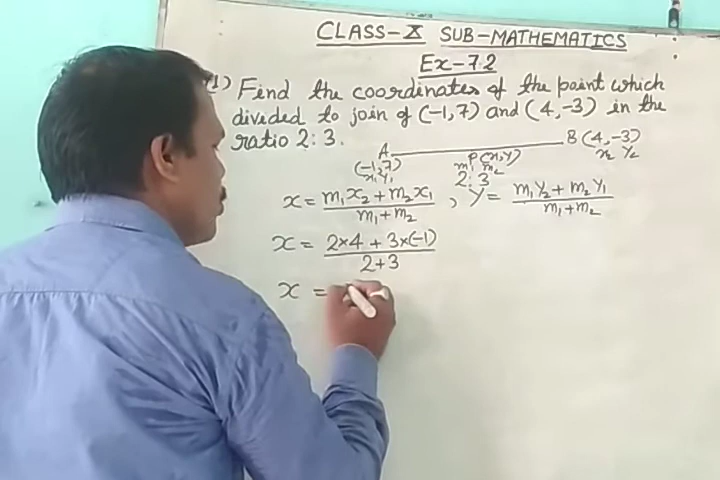 CLASS-X SUB-MATHEMATICS
Ex-7.2
1) Find the coordinates of the point which
divided to join of (-1,7) and (4,-3) in the
ratio 2:3.
A P(x,y) B(4,-3)
(-1,7) m₁ m₂ x₂ y₂
x₁ y₁ 2:3
x = m₁x₂+m₂x₁ / m₁+m₂ , y = m₁y₂+m₂y₁ / m₁+m₂
x = 2×4+3×(-1) / 2+3
x =